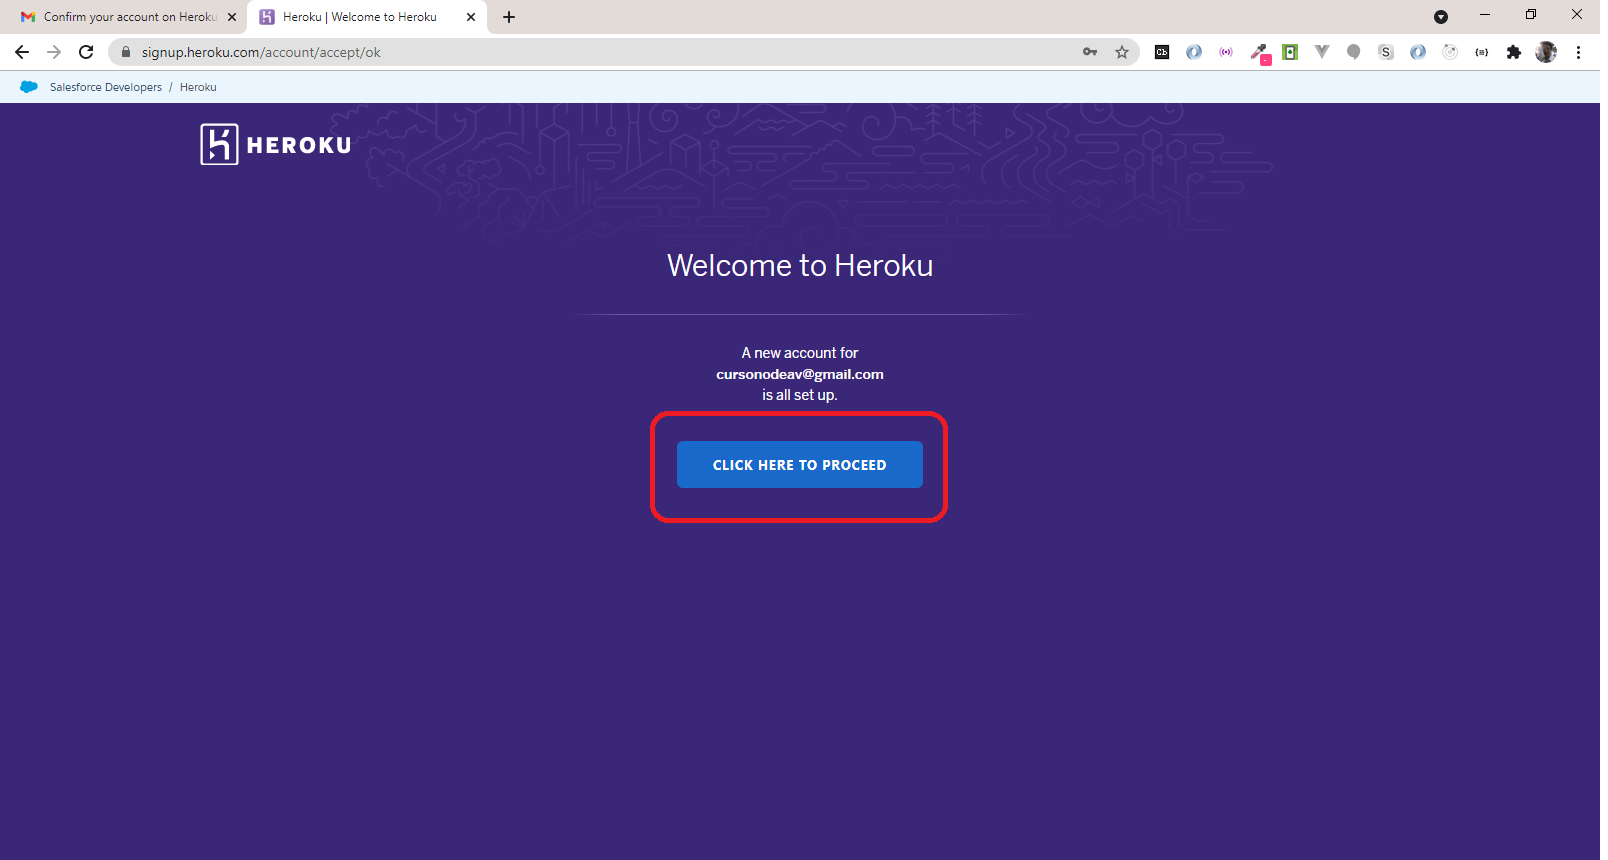 Confirm your account on Heroku
Heroku | Welcome to Heroku
signup.heroku.com/account/accept/ok
Cb
S
Salesforce Developers / Heroku
HEROKU
Welcome to Heroku
A new account for
cursonodeav@gmail.com
is all set up.
CLICK HERE TO PROCEED